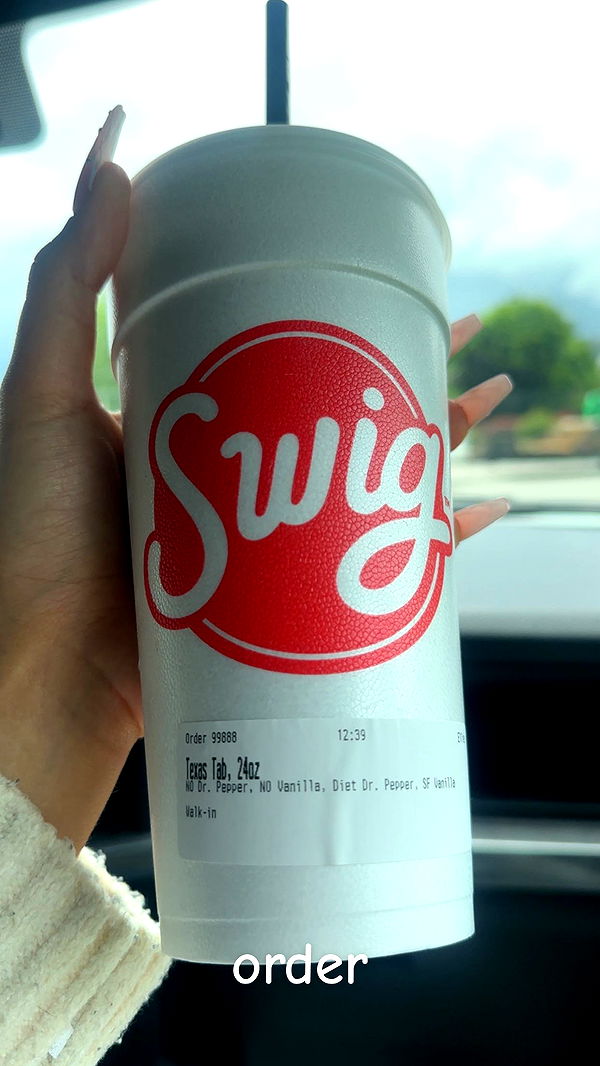 Swig
Order 99888 12:39
Texas Tab, 24oz
NO Dr. Pepper, NO Vanilla, Diet Dr. Pepper, SF Vanilla
Walk-in
order